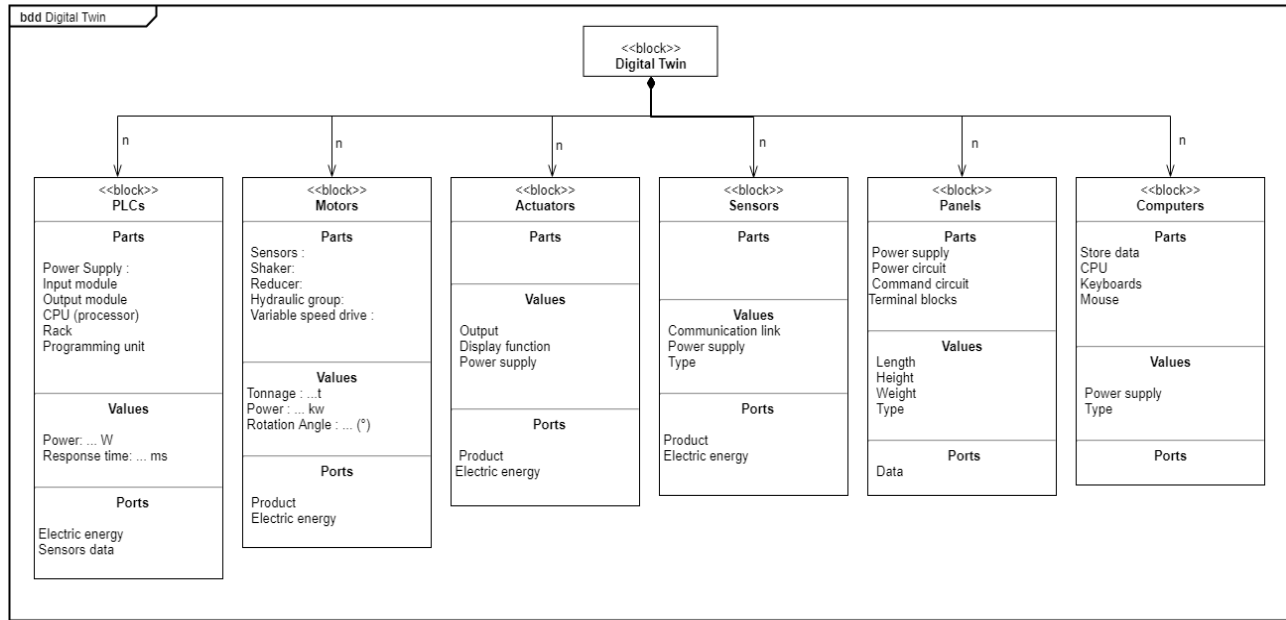 bdd Digital Twin
<<block>>
Digital Twin
n
n
n
n
n
n
<<block>>
PLCs
Parts
Power Supply :
Input module
Output module
CPU (processor)
Rack
Programming unit
Values
Power: ... W
Response time: ... ms
Ports
Electric energy
Sensors data
<<block>>
Motors
Parts
Sensors :
Shaker:
Reducer:
Hydraulic group:
Variable speed drive :
Values
Tonnage : ...t
Power : ... kw
Rotation Angle : ... (°)
Ports
Product
Electric energy
<<block>>
Actuators
Parts
Values
Output
Display function
Power supply
Ports
Product
Electric energy
<<block>>
Sensors
Parts
Values
Communication link
Power supply
Type
Ports
Product
Electric energy
<<block>>
Panels
Parts
Power supply
Power circuit
Command circuit
Terminal blocks
Values
Length
Height
Weight
Type
Ports
Data
<<block>>
Computers
Parts
Store data
CPU
Keyboards
Mouse
Values
Power supply
Type
Ports